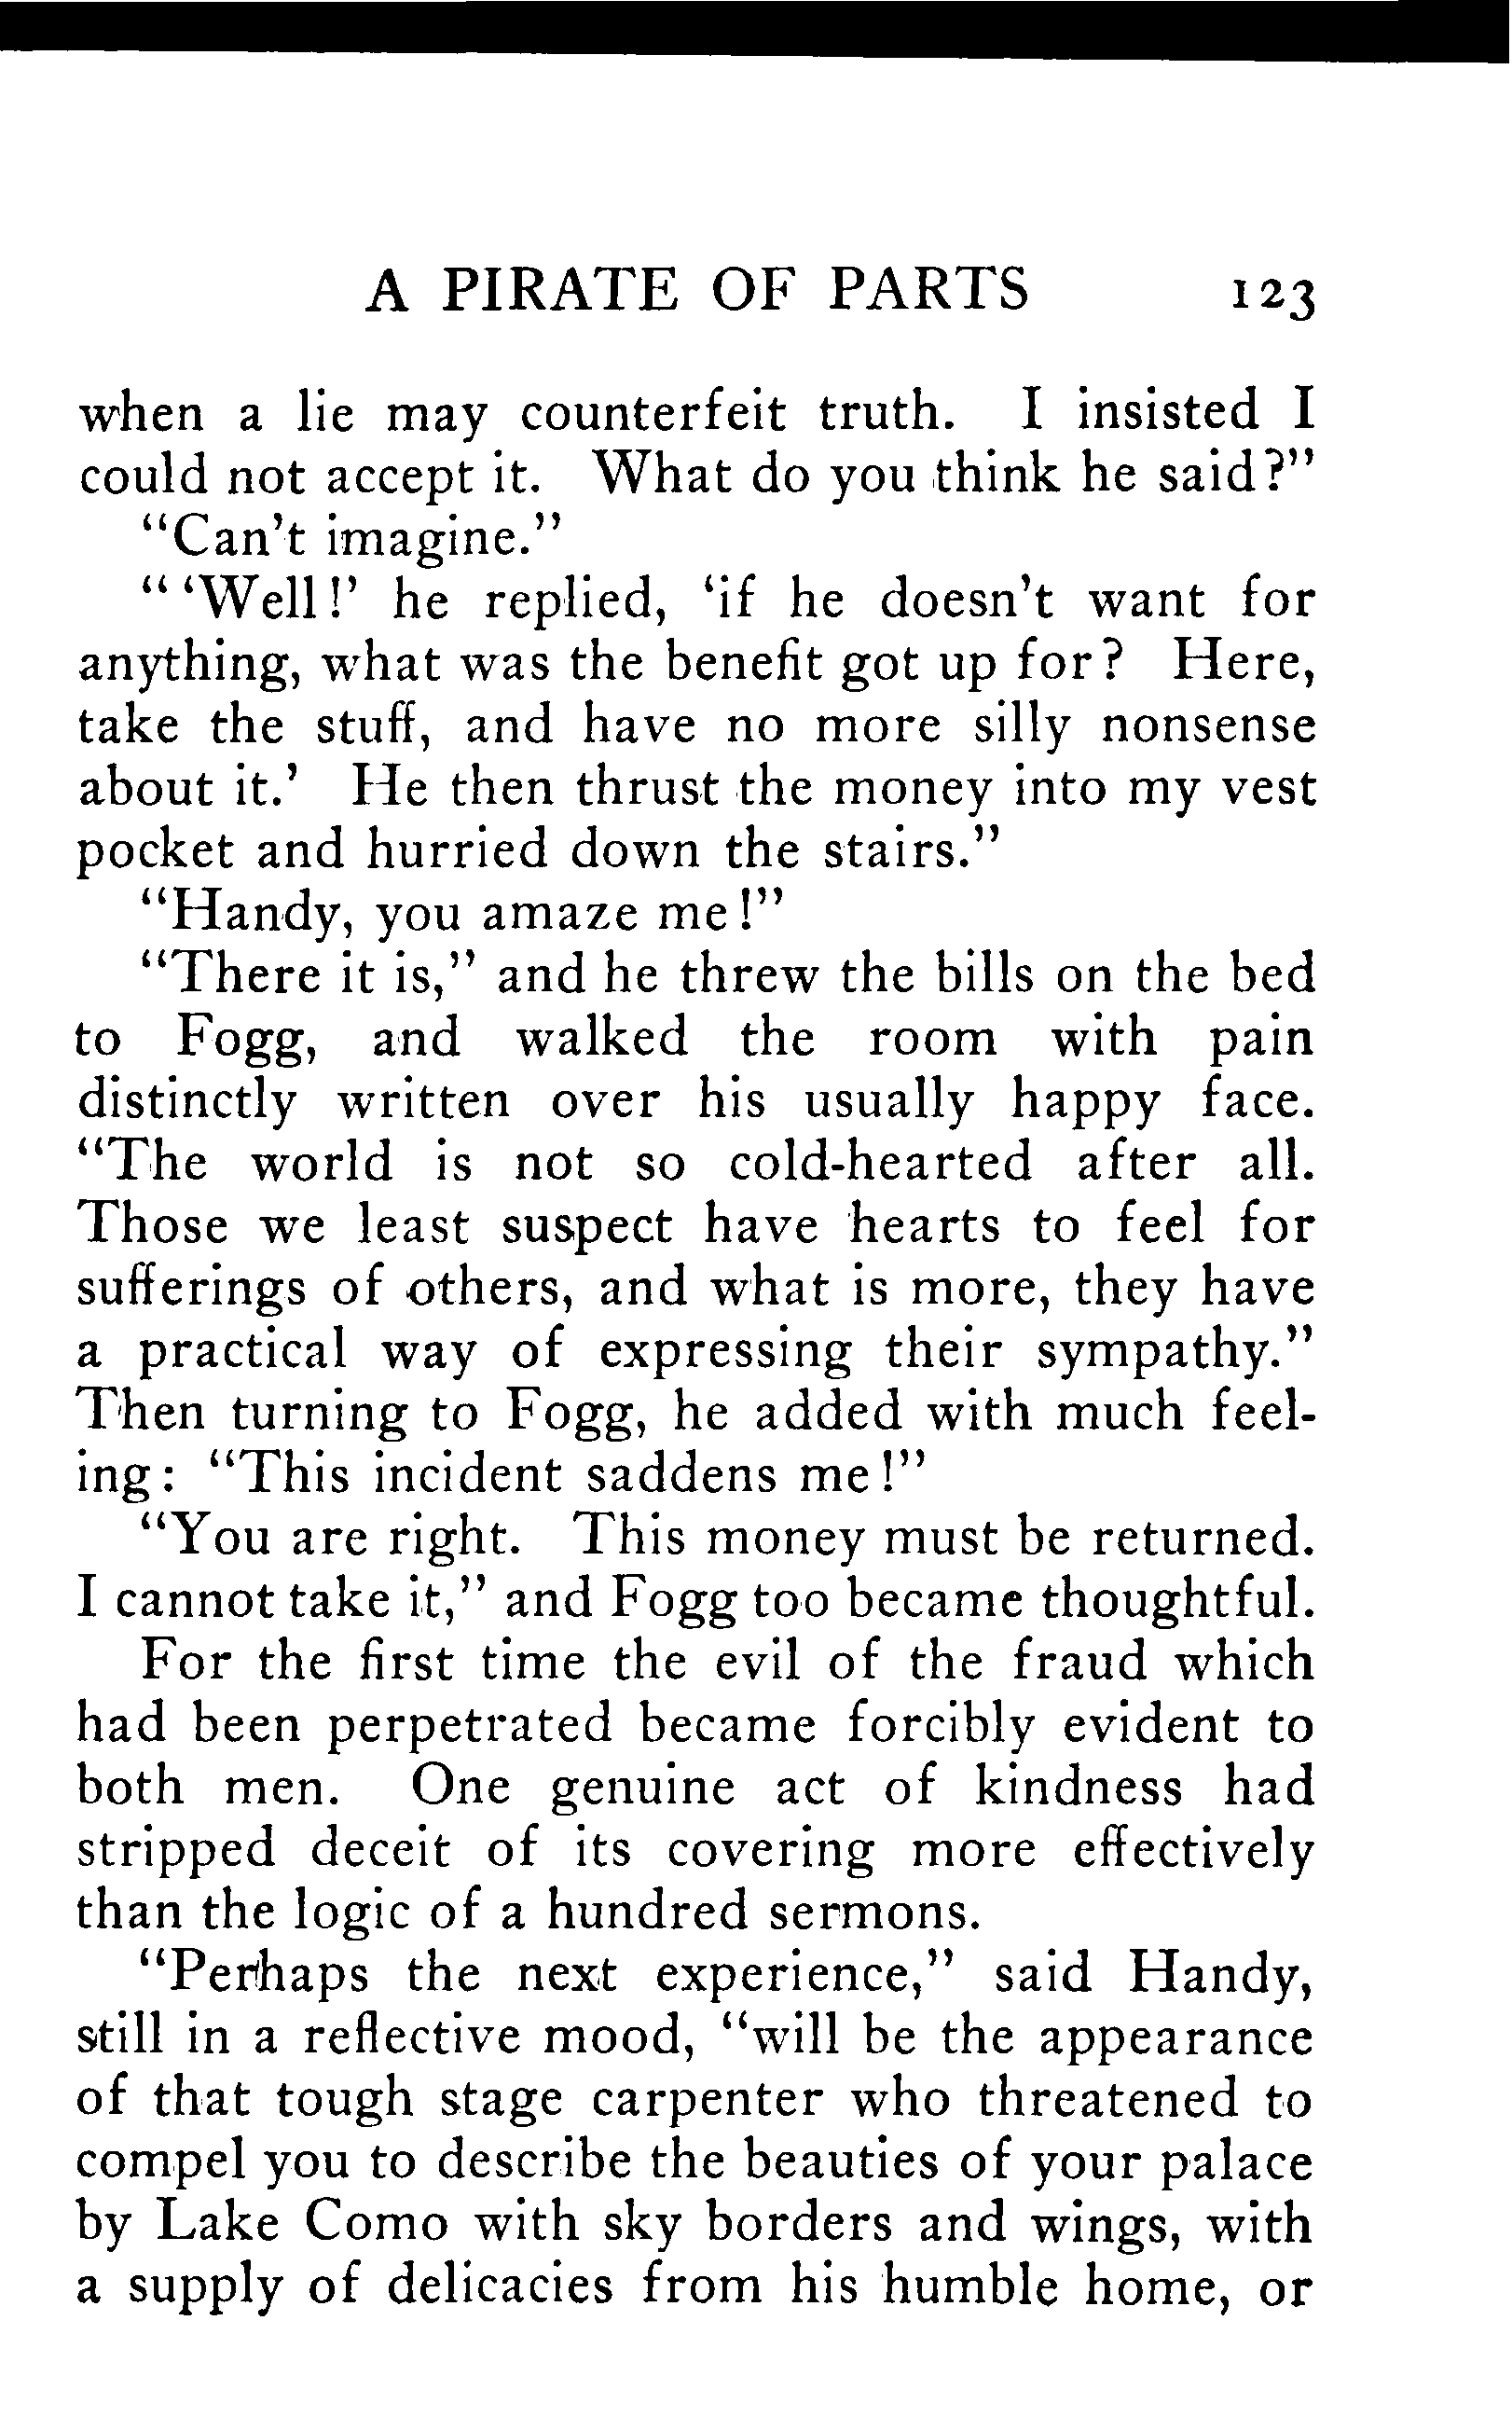 A PIRATE OF PARTS 123
when a lie may counterfeit truth. I insisted I
could not accept it. What do you think he said?"
"Can't imagine."
" 'Well!' he replied, 'if he doesn't want for
anything, what was the benefit got up for? Here,
take the stuff, and have no more silly nonsense
about it.' He then thrust the money into my vest
pocket and hurried down the stairs."
"Handy, you amaze me!"
"There it is," and he threw the bills on the bed
to Fogg, and walked the room with pain
distinctly written over his usually happy face.
"The world is not so cold-hearted after all.
Those we least suspect have hearts to feel for
sufferings of others, and what is more, they have
a practical way of expressing their sympathy."
Then turning to Fogg, he added with much feel-
ing: "This incident saddens me!"
"You are right. This money must be returned.
I cannot take it," and Fogg too became thoughtful.
For the first time the evil of the fraud which
had been perpetrated became forcibly evident to
both men. One genuine act of kindness had
stripped deceit of its covering more effectively
than the logic of a hundred sermons.
"Perhaps the next experience," said Handy,
still in a reflective mood, "will be the appearance
of that tough stage carpenter who threatened to
compel you to describe the beauties of your palace
by Lake Como with sky borders and wings, with
a supply of delicacies from his humble home, or